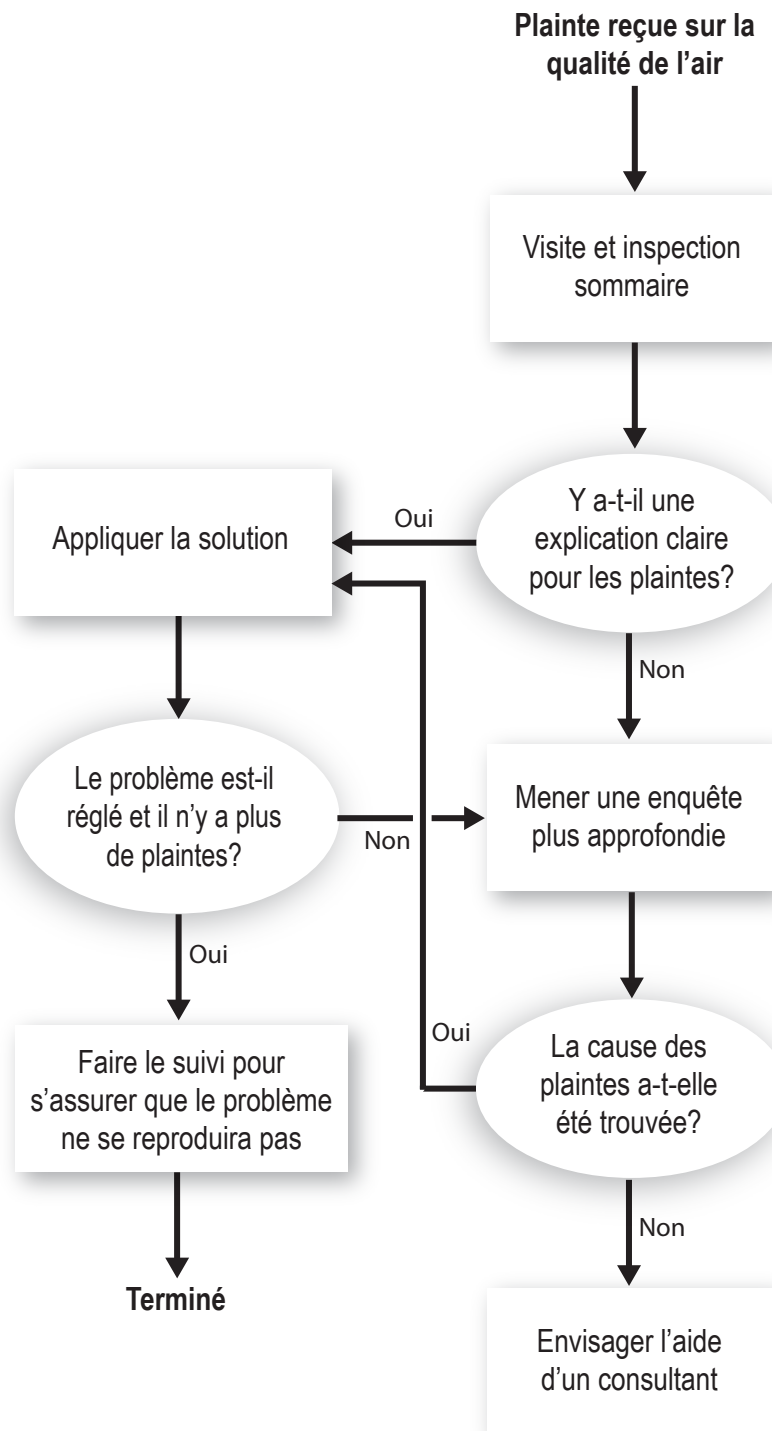 Plainte reçue sur la
qualité de l'air
Visite et inspection
sommaire
Y a-t-il une
explication claire
pour les plaintes?
Oui
Appliquer la solution
Non
Le problème est-il
réglé et il n'y a plus
de plaintes?
Non
Mener une enquête
plus approfondie
Oui
Faire le suivi pour
s'assurer que le problème
ne se reproduira pas
Oui
La cause des
plaintes a-t-elle
été trouvée?
Terminé
Non
Envisager l'aide
d'un consultant